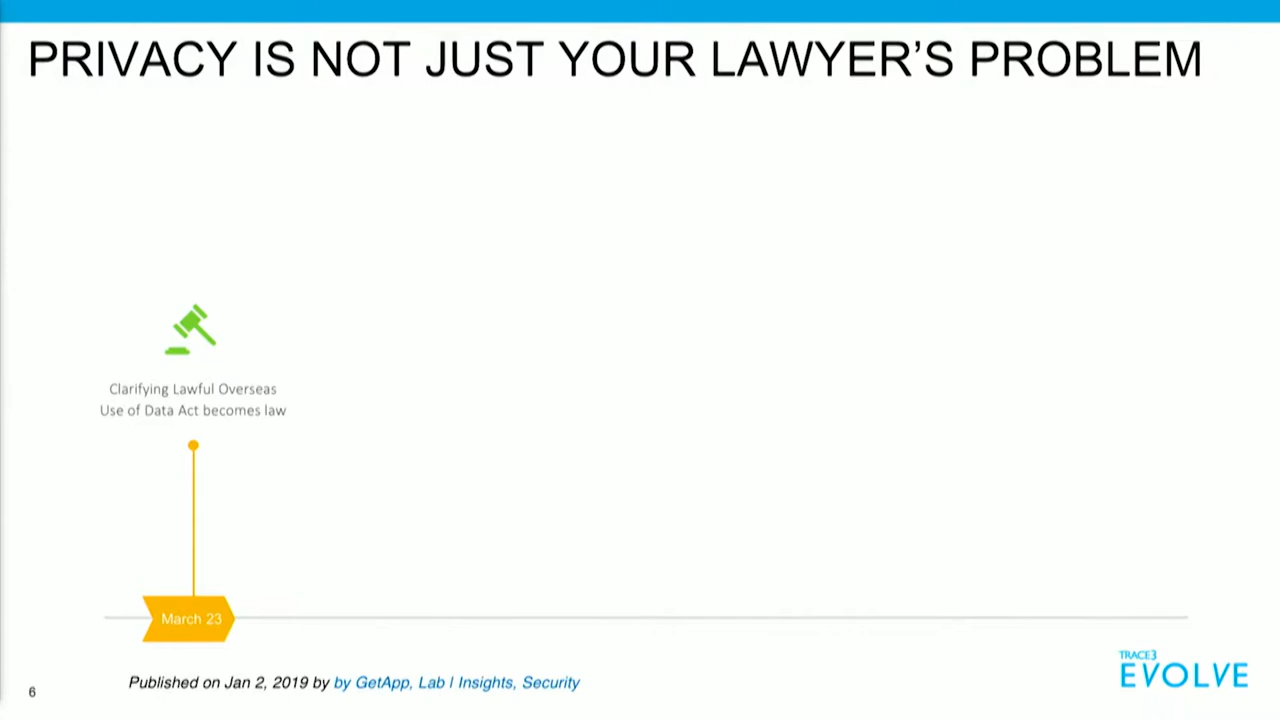 PRIVACY IS NOT JUST YOUR LAWYER’S PROBLEM
Clarifying Lawful Overseas
Use of Data Act becomes law
March 23
Published on Jan 2, 2019 by by GetApp, Lab | Insights, Security
6
TRACE3
EVOLVE